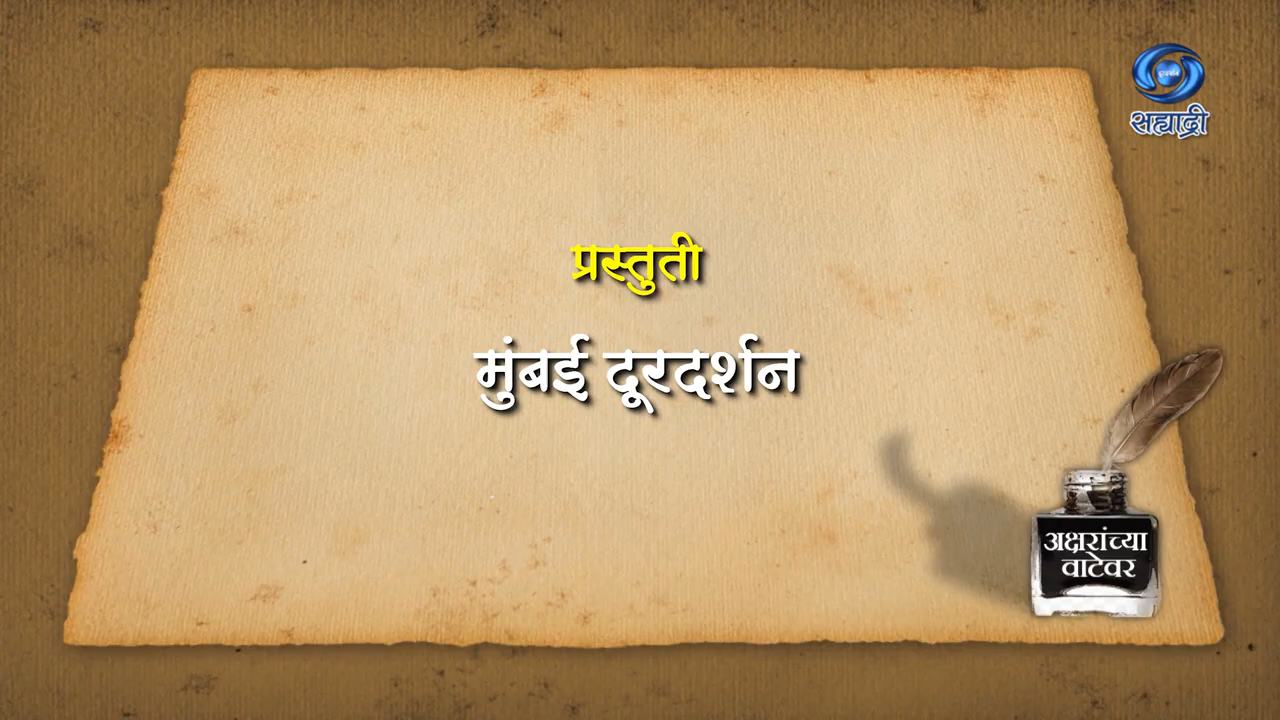 सह्याद्री
प्रस्तुती
मुंबई दूरदर्शन
अक्षरांच्या
वाटेवर